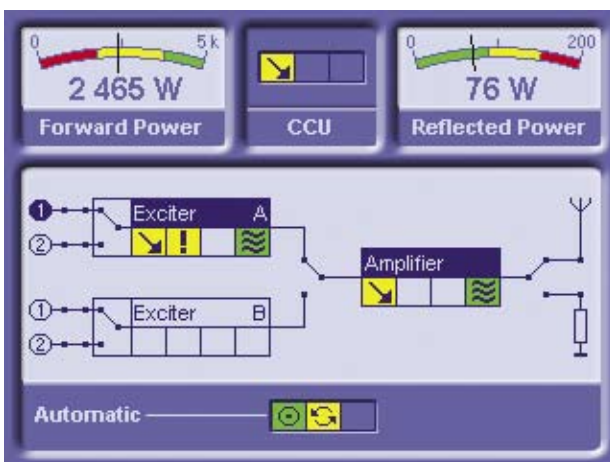 0 5k
2 465 W
Forward Power
CCU
0 200
76 W
Reflected Power
1 Exciter A
2 !
Amplifier
1 Exciter B
2
Automatic